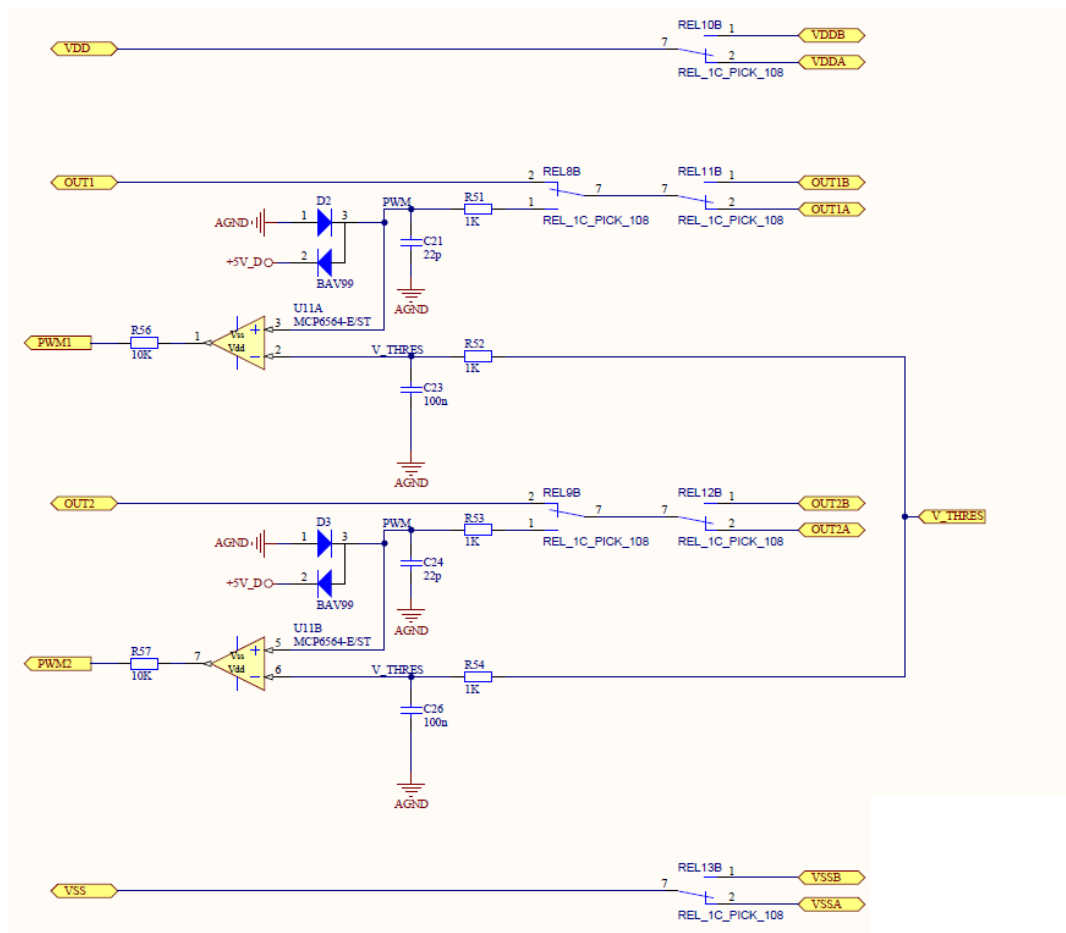 REL10B
1
VDDB
VDD
7
2
VDDA
REL_1C_PICK_108
REL8B
REL11B
1
OUT1B
OUT1
2
7
7
2
OUT1A
D2
PWM
R51
1
REL_1C_PICK_108
REL_1C_PICK_108
1K
AGND
1
3
C21
22p
+5V_D
2
BAV99
AGND
U11A
MCP6564-E/ST
3
PWM1
R56
10K
1
Vss
Vdd
+
-
2
V_THRES
R52
1K
C23
100n
AGND
REL9B
REL12B
1
OUT2B
OUT2
2
7
7
2
OUT2A
D3
PWM
R53
1
REL_1C_PICK_108
REL_1C_PICK_108
1K
V_THRES
AGND
1
3
C24
22p
+5V_D
2
BAV99
AGND
U11B
MCP6564-E/ST
5
PWM2
R57
10K
7
Vss
Vdd
+
-
6
V_THRES
R54
1K
C26
100n
AGND
REL13B
1
VSSB
VSS
7
2
VSSA
REL_1C_PICK_108